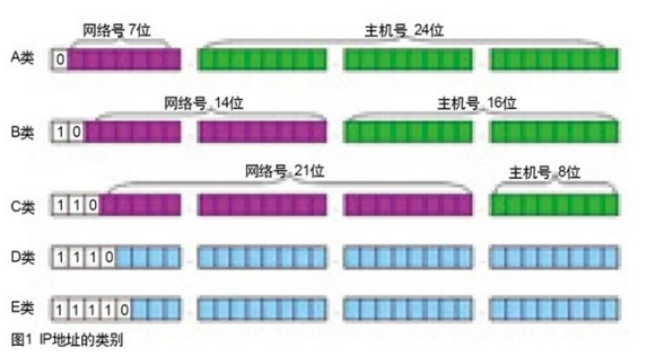 网络号 7位 主机号 24位
A类 0
网络号 14位 主机号 16位
B类 1 0
网络号 21位 主机号 8位
C类 1 1 0
D类 1 1 1 0
E类 1 1 1 1 0
图1 IP地址的类别